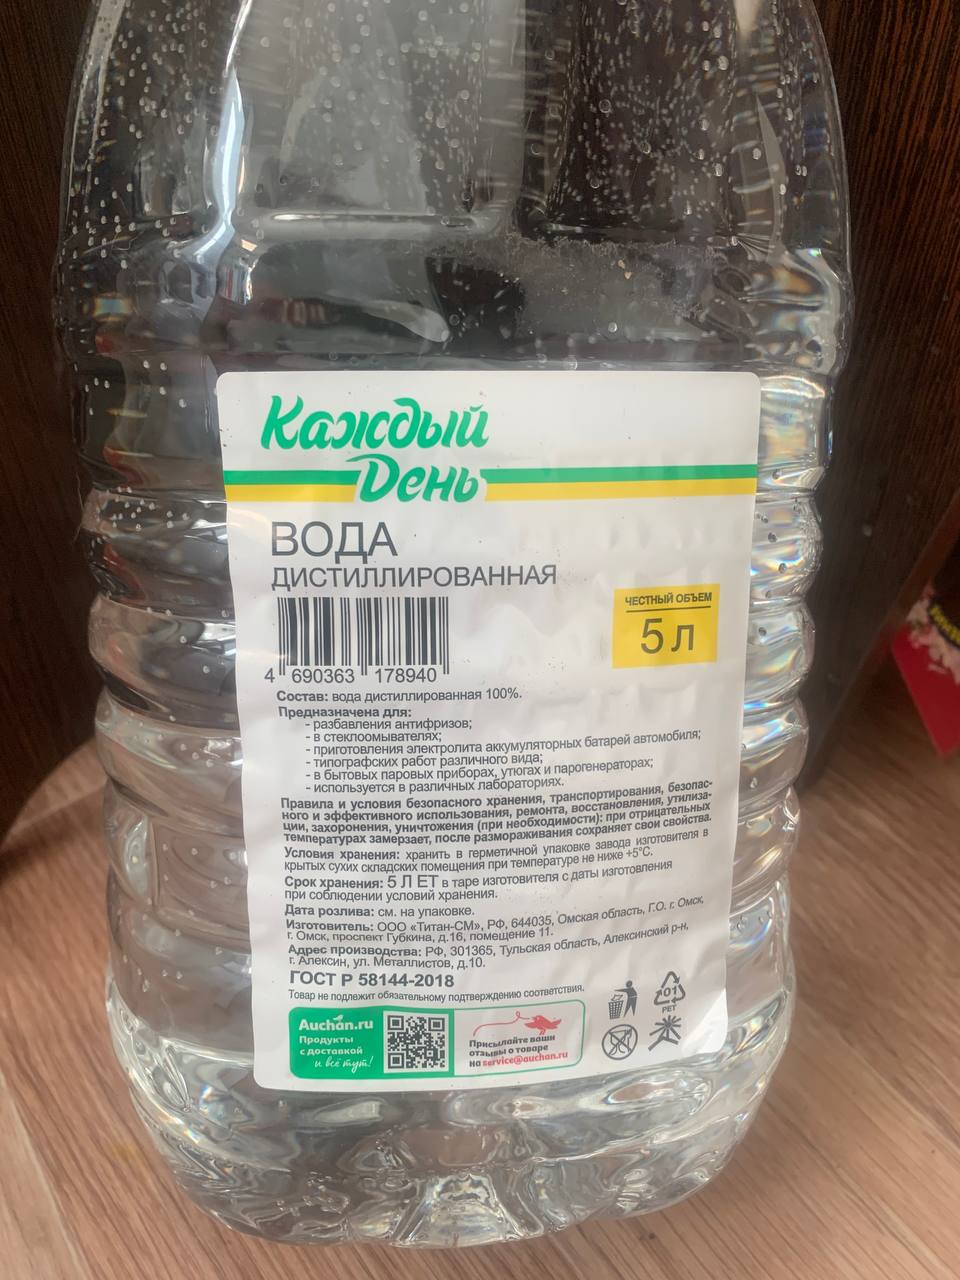 Каждый
День
ВОДА
ДИСТИЛЛИРОВАННАЯ
ЧЕСТНЫЙ ОБЪЕМ
5 л
4 690363 178940
Состав: вода дистиллированная 100%.
Предназначена для:
- разбавления антифризов;
- в стеклоомывателях;
- приготовления электролита аккумуляторных батарей автомобиля;
- типографских работ различного вида;
- в бытовых паровых приборах, утюгах и парогенераторах;
- используется в различных лабораториях.
Правила и условия безопасного хранения, транспортирования, безопас-
ного и эффективного использования, ремонта, восстановления, утилиза-
ции, захоронения, уничтожения (при необходимости): при отрицательных
температурах замерзает, после размораживания сохраняет свои свойства.
Условия хранения: хранить в герметичной упаковке завода изготовителя в
крытых сухих складских помещения при температуре не ниже +5°С.
Срок хранения: 5 Л ЕТ в таре изготовителя с даты изготовления
при соблюдении условий хранения.
Дата розлива: см. на упаковке.
Изготовитель: ООО «Титан-СМ», РФ, 644035, Омская область, Г.О. г. Омск,
г. Омск, проспект Губкина, д.16, помещение 11.
Адрес производства: РФ, 301365, Тульская область, Алексинский р-н,
г. Алексин, ул. Металлистов, д.10.
ГОСТ Р 58144-2018
Товар не подлежит обязательному подтверждению соответствия.
Auchan.ru
Продукты
с доставкой
и всё тут!
Присылайте ваши
отзывы о товаре
на service@auchan.ru
01
PET